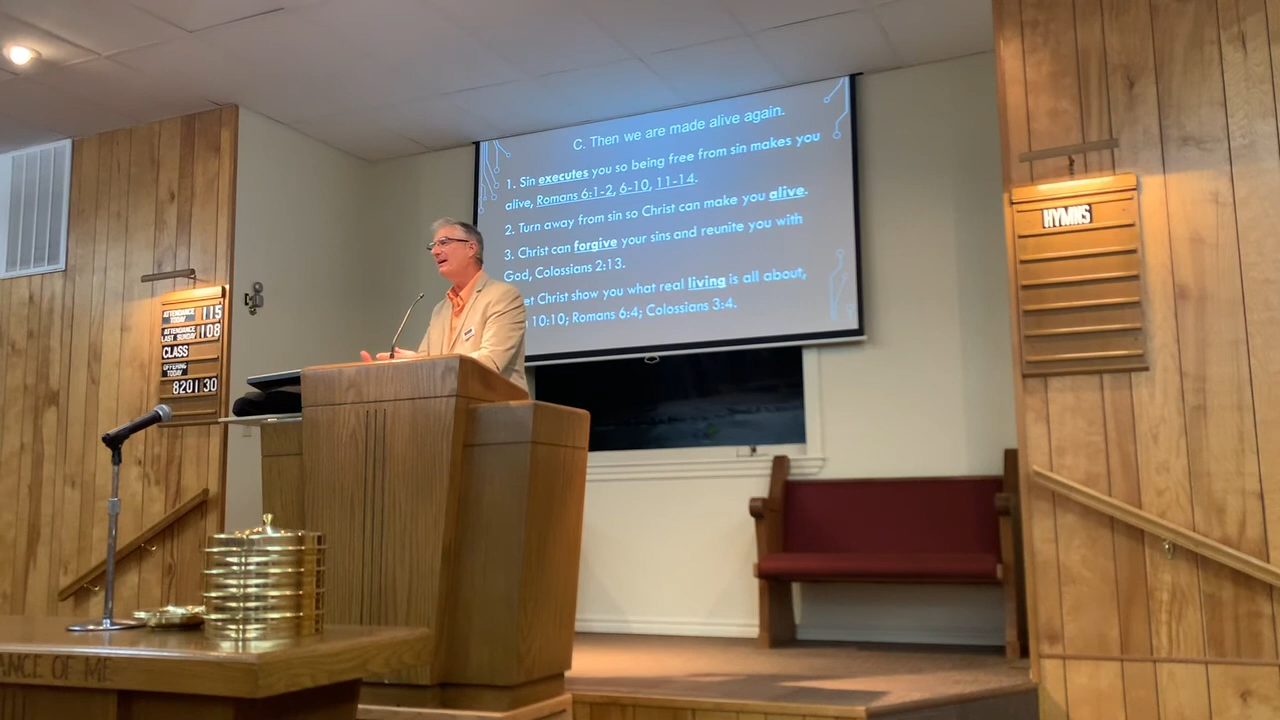 C. Then we are made alive again.
1. Sin executes you so being free from sin makes you
alive, Romans 6:1-2, 6-10, 11-14.
2. Turn away from sin so Christ can make you alive.
3. Christ can forgive your sins and reunite you with
God, Colossians 2:13.
et Christ show you what real living is all about,
10:10; Romans 6:4; Colossians 3:4.
HYMNS
ATTENDANCE
TODAY 115
ATTENDANCE
LAST SUNDAY 108
CLASS
OFFERING
TODAY
820130
ANCE OF ME